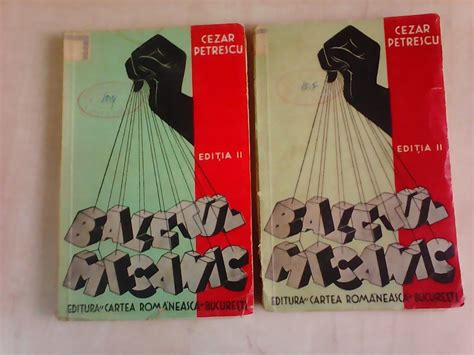 CEZAR
PETRESCU
EDIȚIA II
BALETUL
MECANIC
EDITURA „CARTEA ROMÂNEASCĂ" BUCUREȘTI
CEZAR
PETRESCU
EDIȚIA II
BALETUL
MECANIC
EDITURA „CARTEA ROMÂNEASCĂ" BUCUREȘTI